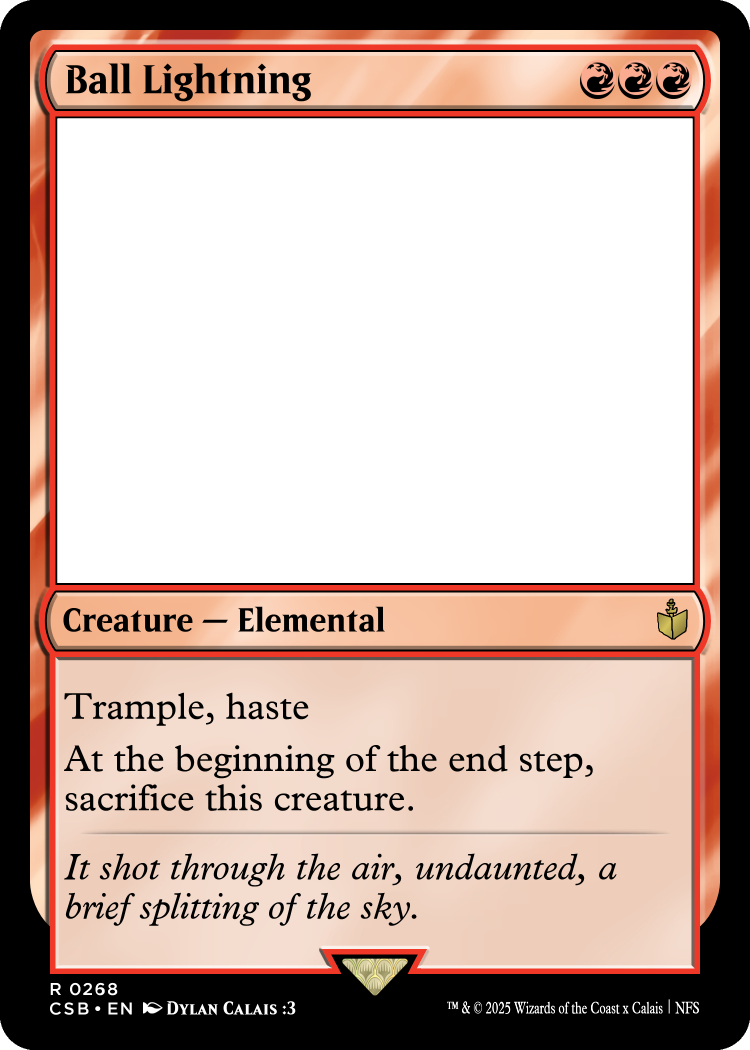 Ball Lightning
Creature — Elemental
Trample, haste
At the beginning of the end step,
sacrifice this creature.
It shot through the air, undaunted, a
brief splitting of the sky.
R 0268
CSB • EN DYLAN CALAIS :3
™ & © 2025 Wizards of the Coast x Calais | NFS